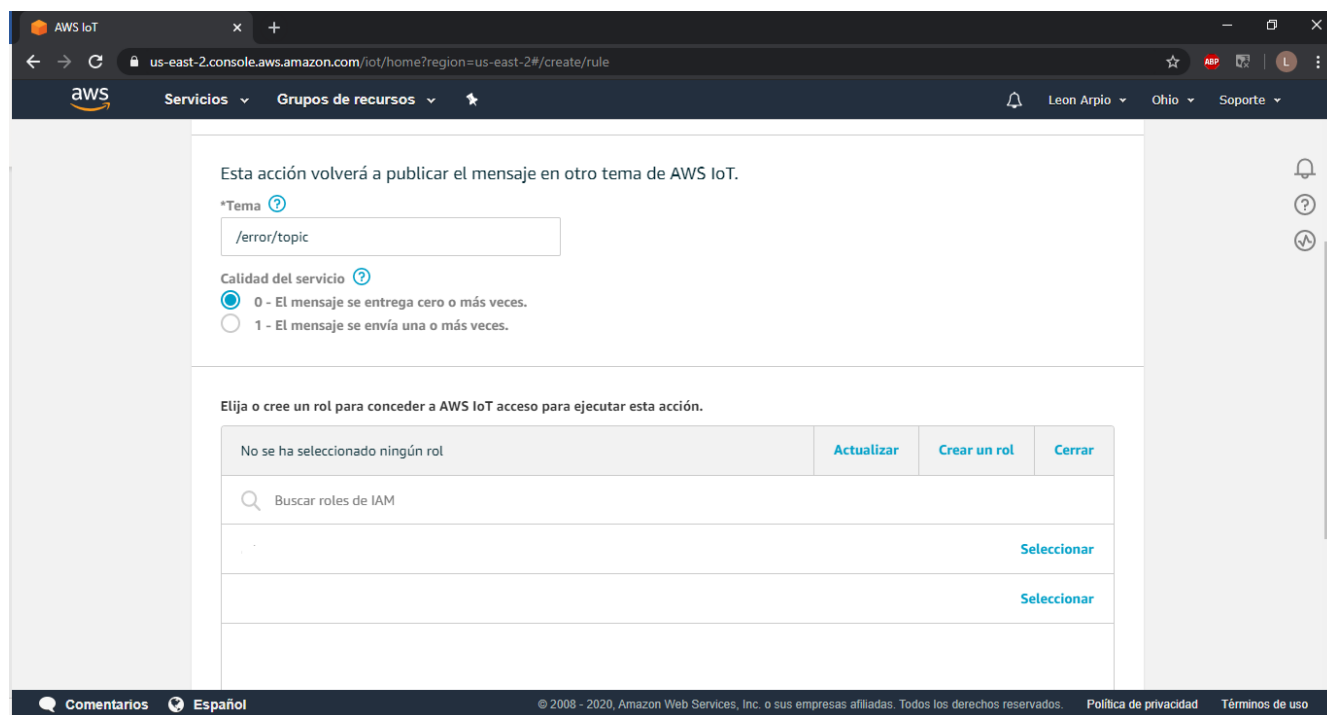 AWS IoT
us-east-2.console.aws.amazon.com/iot/home?region=us-east-2#/create/rule
ABP
L
aws
Servicios
Grupos de recursos
Leon Arpio
Ohio
Soporte
Esta acción volverá a publicar el mensaje en otro tema de AWS IoT.
*Tema
/error/topic
Calidad del servicio
0 - El mensaje se entrega cero o más veces.
1 - El mensaje se envía una o más veces.
Elija o cree un rol para conceder a AWS IoT acceso para ejecutar esta acción.
No se ha seleccionado ningún rol
Actualizar
Crear un rol
Cerrar
Buscar roles de IAM
Seleccionar
Seleccionar
Comentarios
Español
© 2008 - 2020, Amazon Web Services, Inc. o sus empresas afiliadas. Todos los derechos reservados.
Política de privacidad
Términos de uso